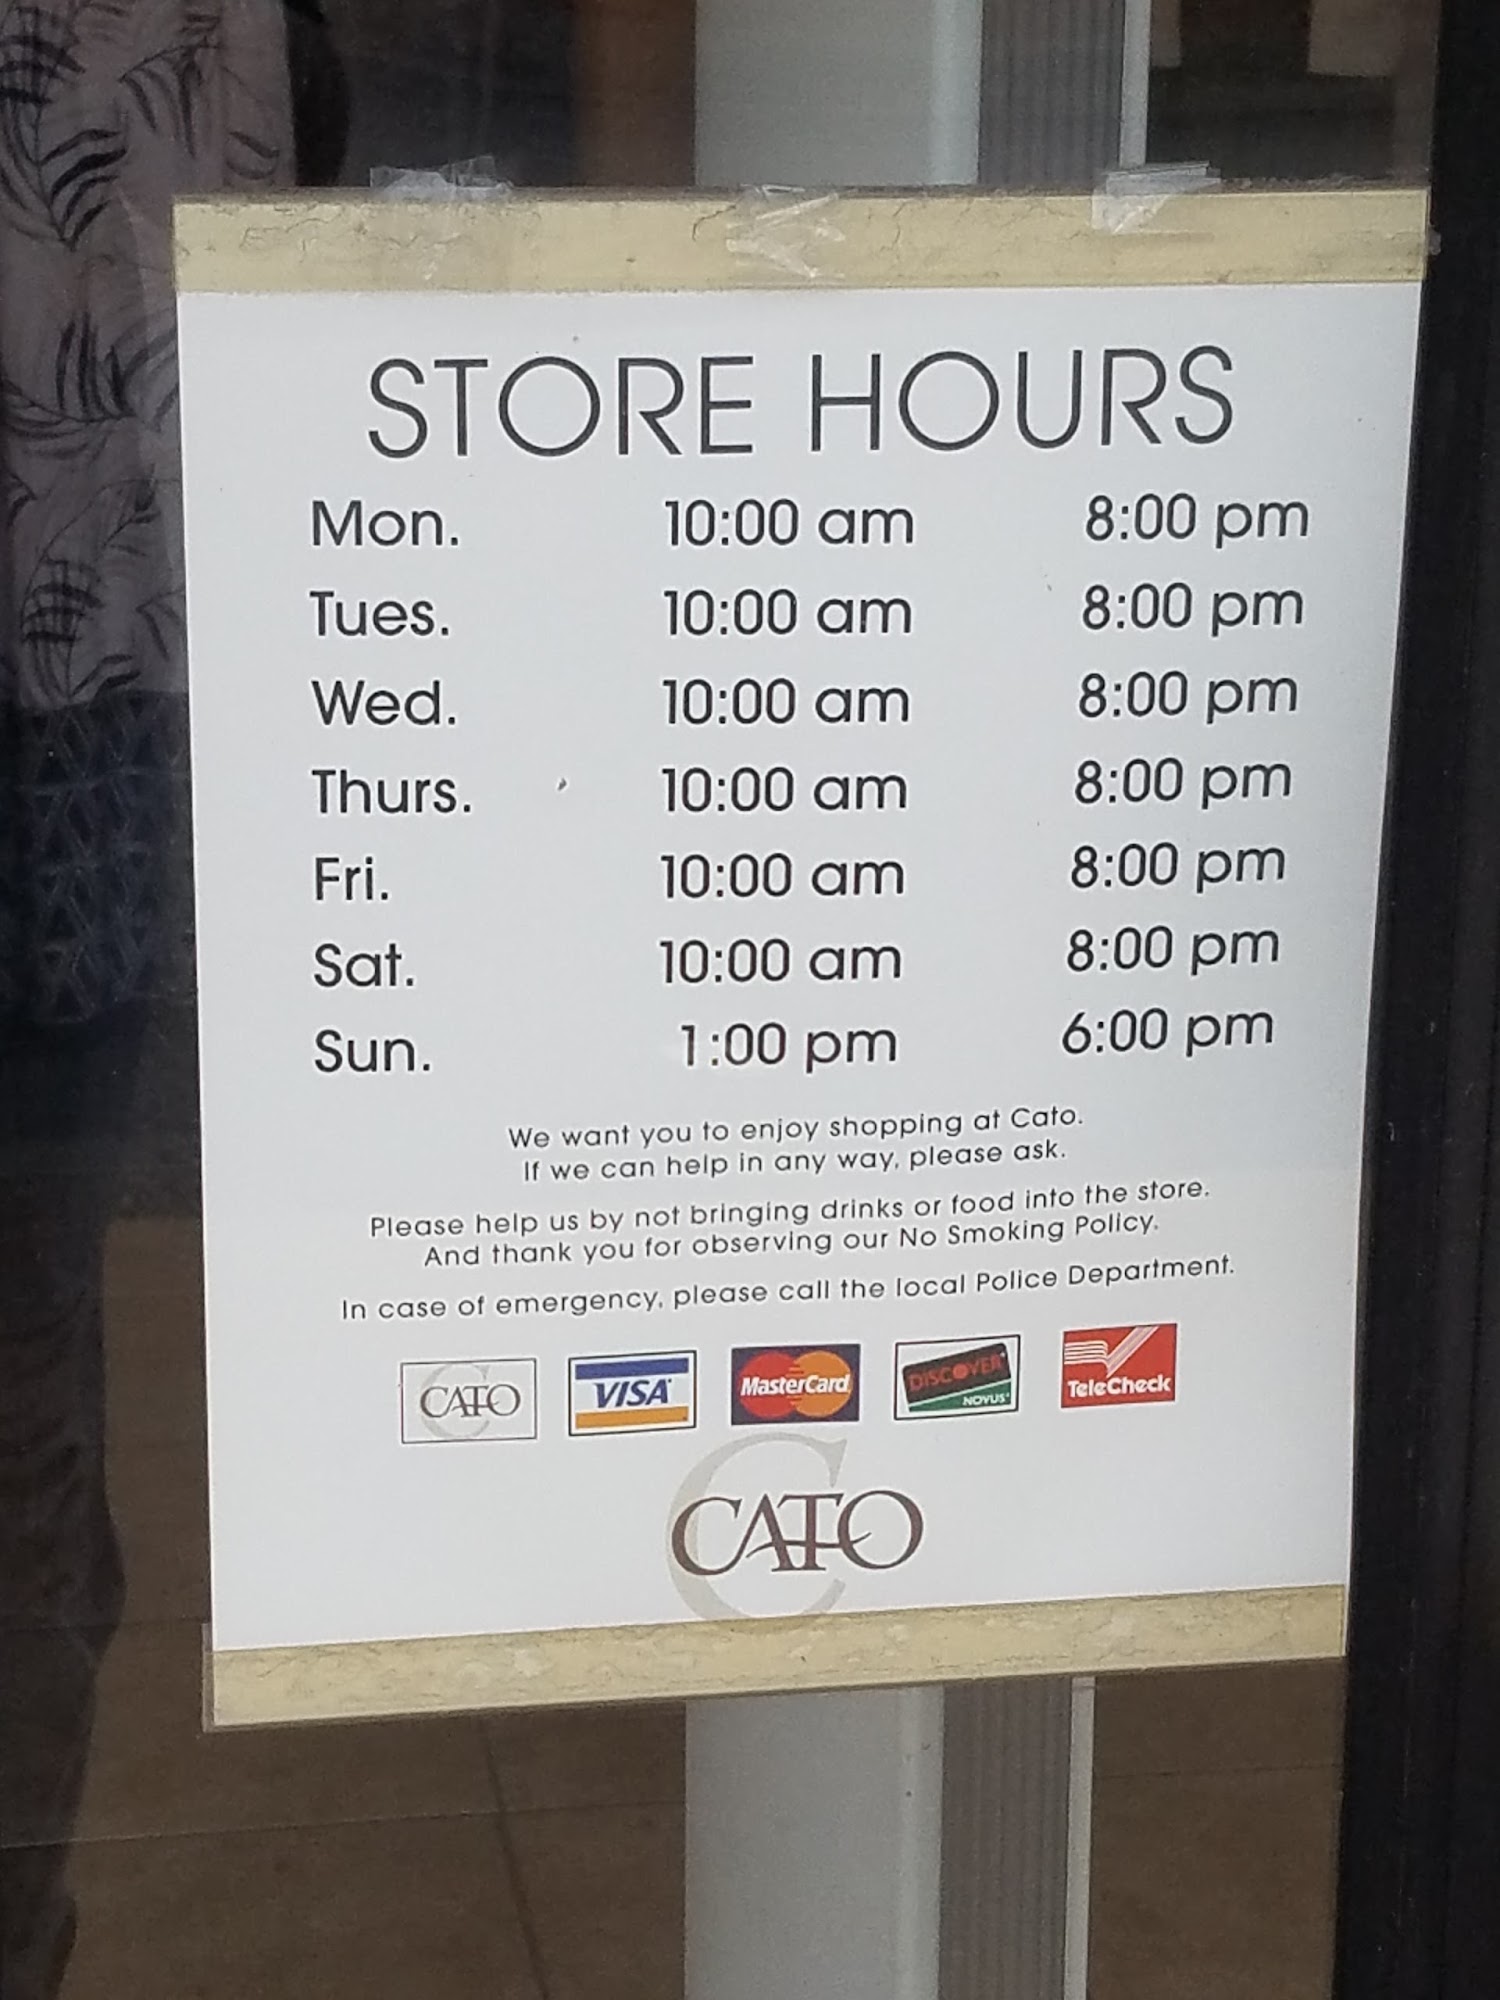 STORE HOURS
Mon. 10:00 am 8:00 pm
Tues. 10:00 am 8:00 pm
Wed. 10:00 am 8:00 pm
Thurs. 10:00 am 8:00 pm
Fri. 10:00 am 8:00 pm
Sat. 10:00 am 8:00 pm
Sun. 1:00 pm 6:00 pm
We want you to enjoy shopping at Cato.
If we can help in any way, please ask.
Please help us by not bringing drinks or food into the store.
And thank you for observing our No Smoking Policy.
In case of emergency, please call the local Police Department.
C CATO VISA MasterCard DISCOVER NOVUS TeleCheck
C CATO